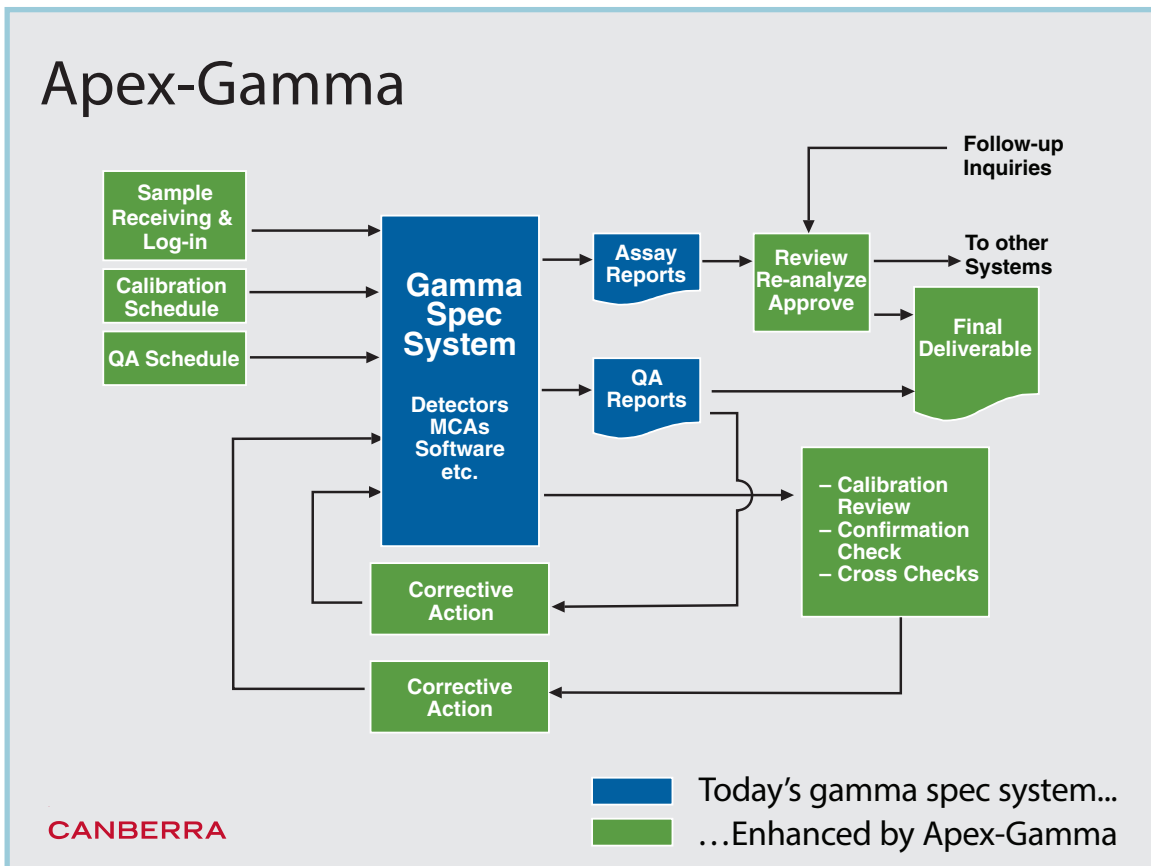 Apex-Gamma
Follow-up
Inquiries
Sample
Receiving &
Log-in
Calibration
Schedule
QA Schedule
Gamma
Spec
System
Detectors
MCAs
Software
etc.
Assay
Reports
QA
Reports
Review
Re-analyze
Approve
To other
Systems
Final
Deliverable
– Calibration
Review
– Confirmation
Check
– Cross Checks
Corrective
Action
Corrective
Action
Today's gamma spec system...
...Enhanced by Apex-Gamma
CANBERRA